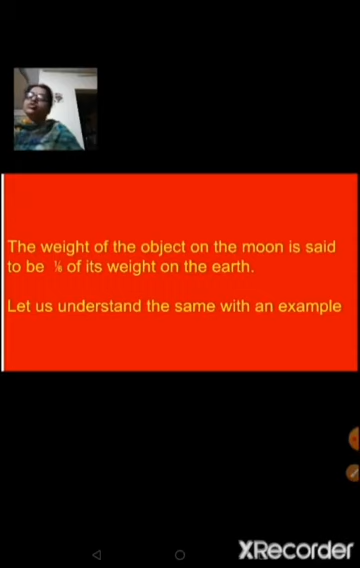 The weight of the object on the moon is said
to be ⅙ of its weight on the earth.
Let us understand the same with an example
XRecorder